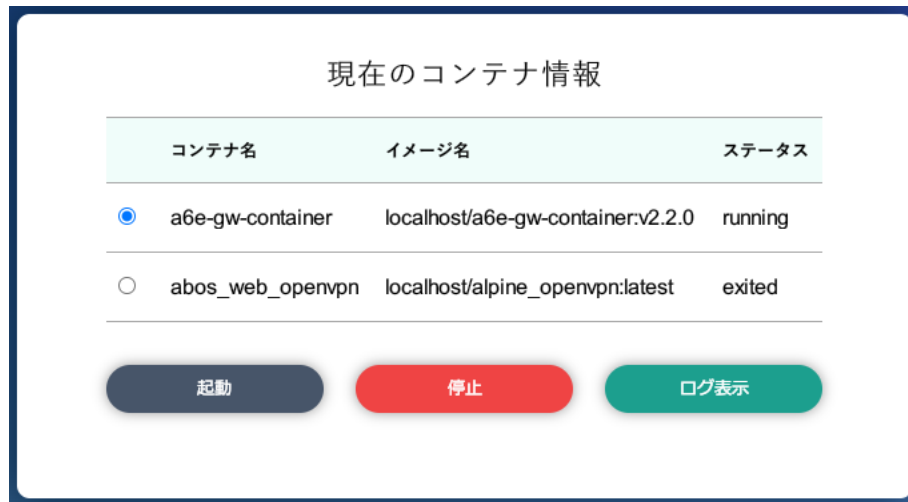 現在のコンテナ情報
コンテナ名 イメージ名 ステータス
a6e-gw-container localhost/a6e-gw-container:v2.2.0 running
abos_web_openvpn localhost/alpine_openvpn:latest exited
起動 停止 ログ表示